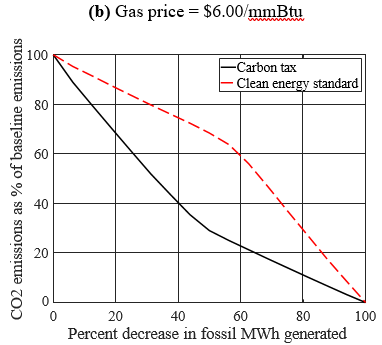 (b) Gas price = $6.00/mmBtu
CO2 emissions as % of baseline emissions
100
80
60
40
20
0
Carbon tax
Clean energy standard
0 20 40 60 80 100
Percent decrease in fossil MWh generated